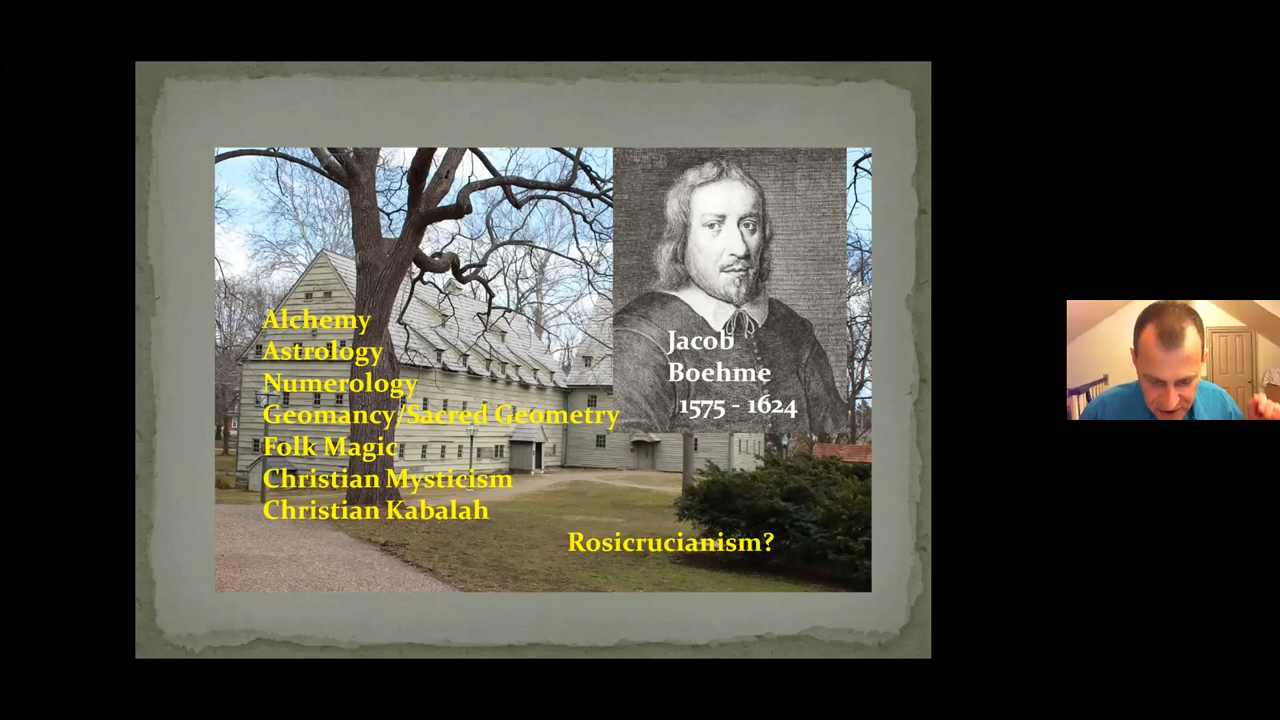 Alchemy
Astrology
Numerology
Geomancy/Sacred Geometry
Folk Magic
Christian Mysticism
Christian Kabalah
Rosicrucianism?
Jacob
Boehme
1575 - 1624